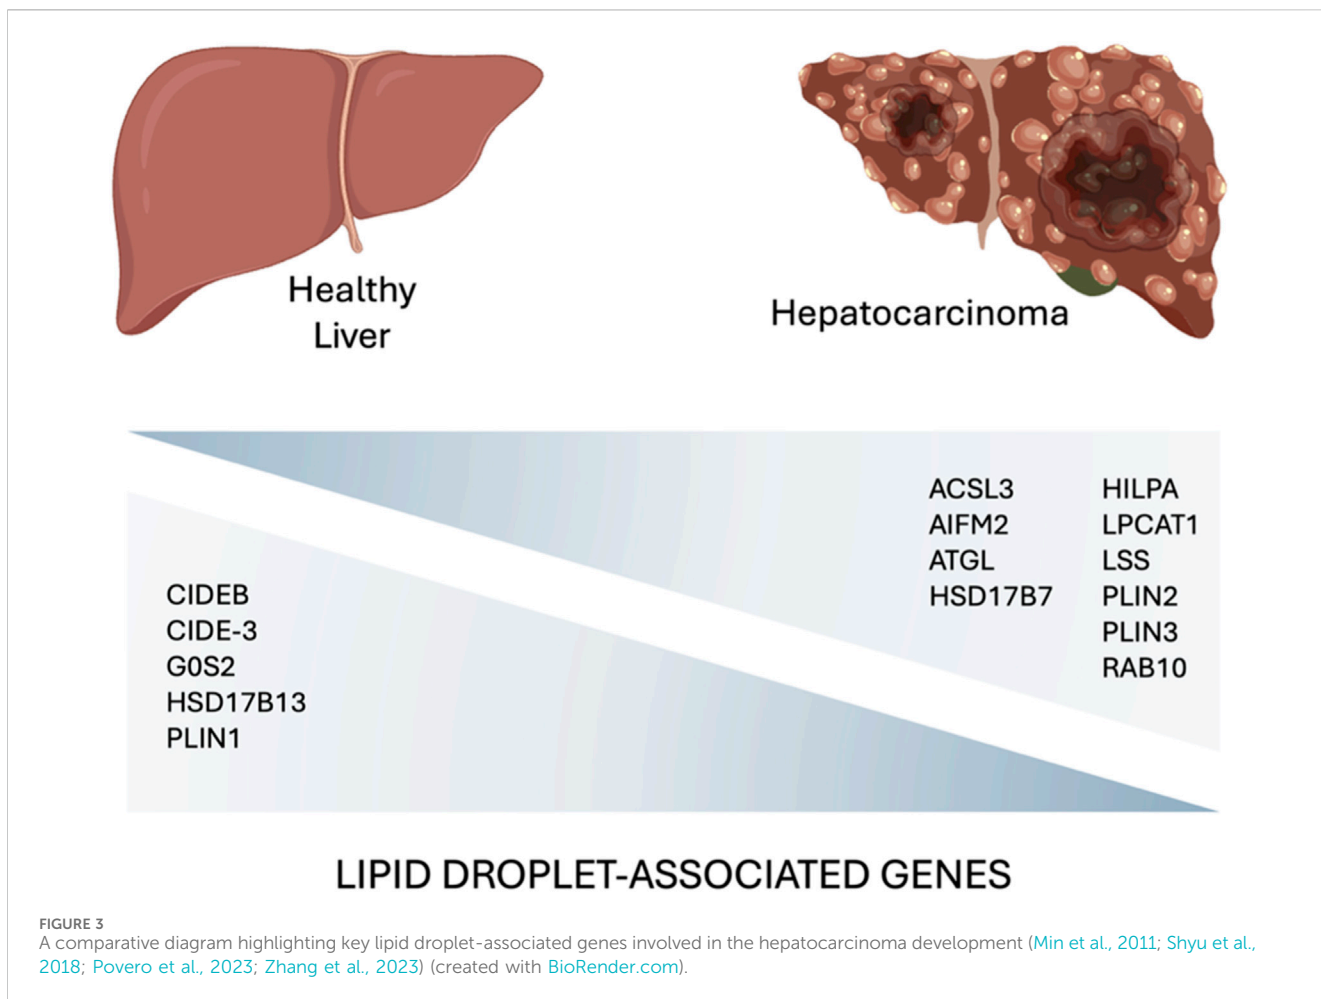 Healthy
Liver
Hepatocarcinoma
ACSL3
AIFM2
ATGL
HSD17B7
HILPA
LPCAT1
LSS
PLIN2
PLIN3
RAB10
CIDEB
CIDE-3
G0S2
HSD17B13
PLIN1
LIPID DROPLET-ASSOCIATED GENES
FIGURE 3
A comparative diagram highlighting key lipid droplet-associated genes involved in the hepatocarcinoma development (Min et al., 2011; Shyu et al.,
2018; Povero et al., 2023; Zhang et al., 2023) (created with BioRender.com).